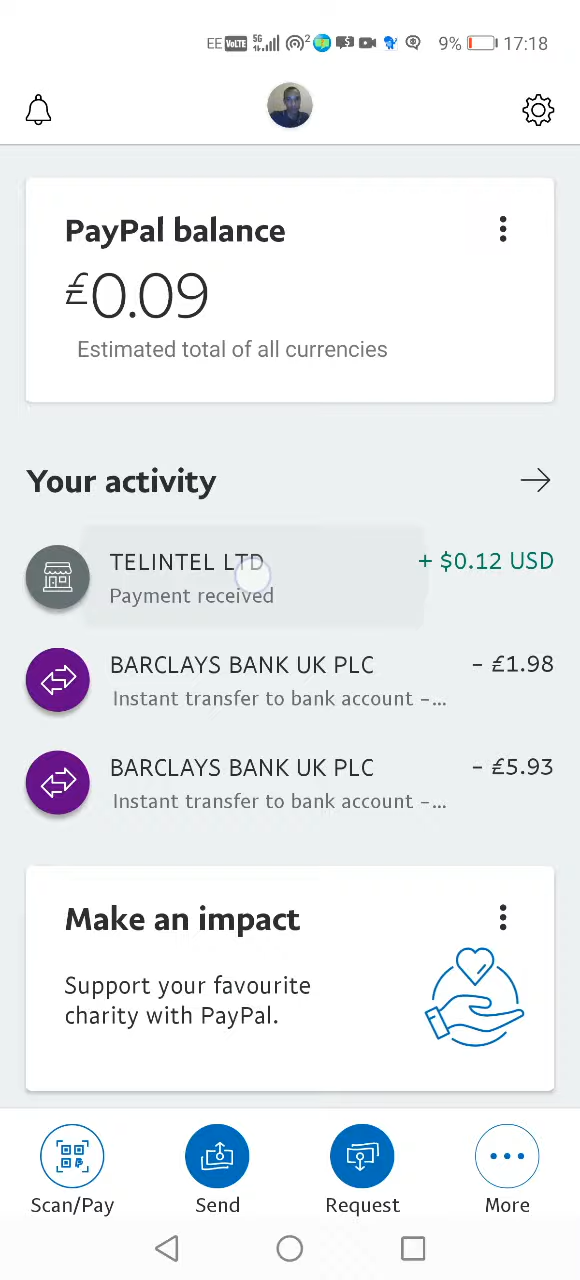 EE VoLTE 5G 2 9% 17:18
PayPal balance
£0.09
Estimated total of all currencies
Your activity
TELINTEL LTD + $0.12 USD
Payment received
BARCLAYS BANK UK PLC - £1.98
Instant transfer to bank account -...
BARCLAYS BANK UK PLC - £5.93
Instant transfer to bank account -...
Make an impact
Support your favourite
charity with PayPal.
Scan/Pay Send Request More